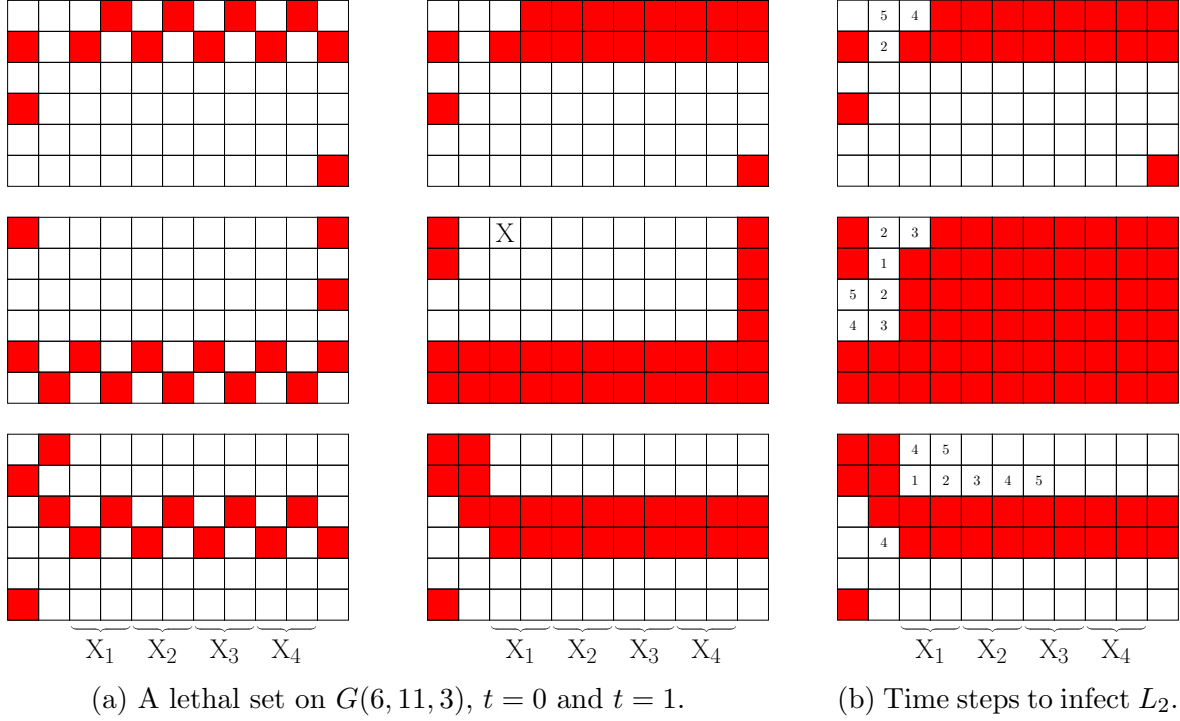 5 4
2
X
2 3
1
5 2
4 3
4 5
1 2 3 4 5
4
X1 X2 X3 X4 X1 X2 X3 X4 X1 X2 X3 X4
(a) A lethal set on G(6, 11, 3), t = 0 and t = 1. (b) Time steps to infect L2.